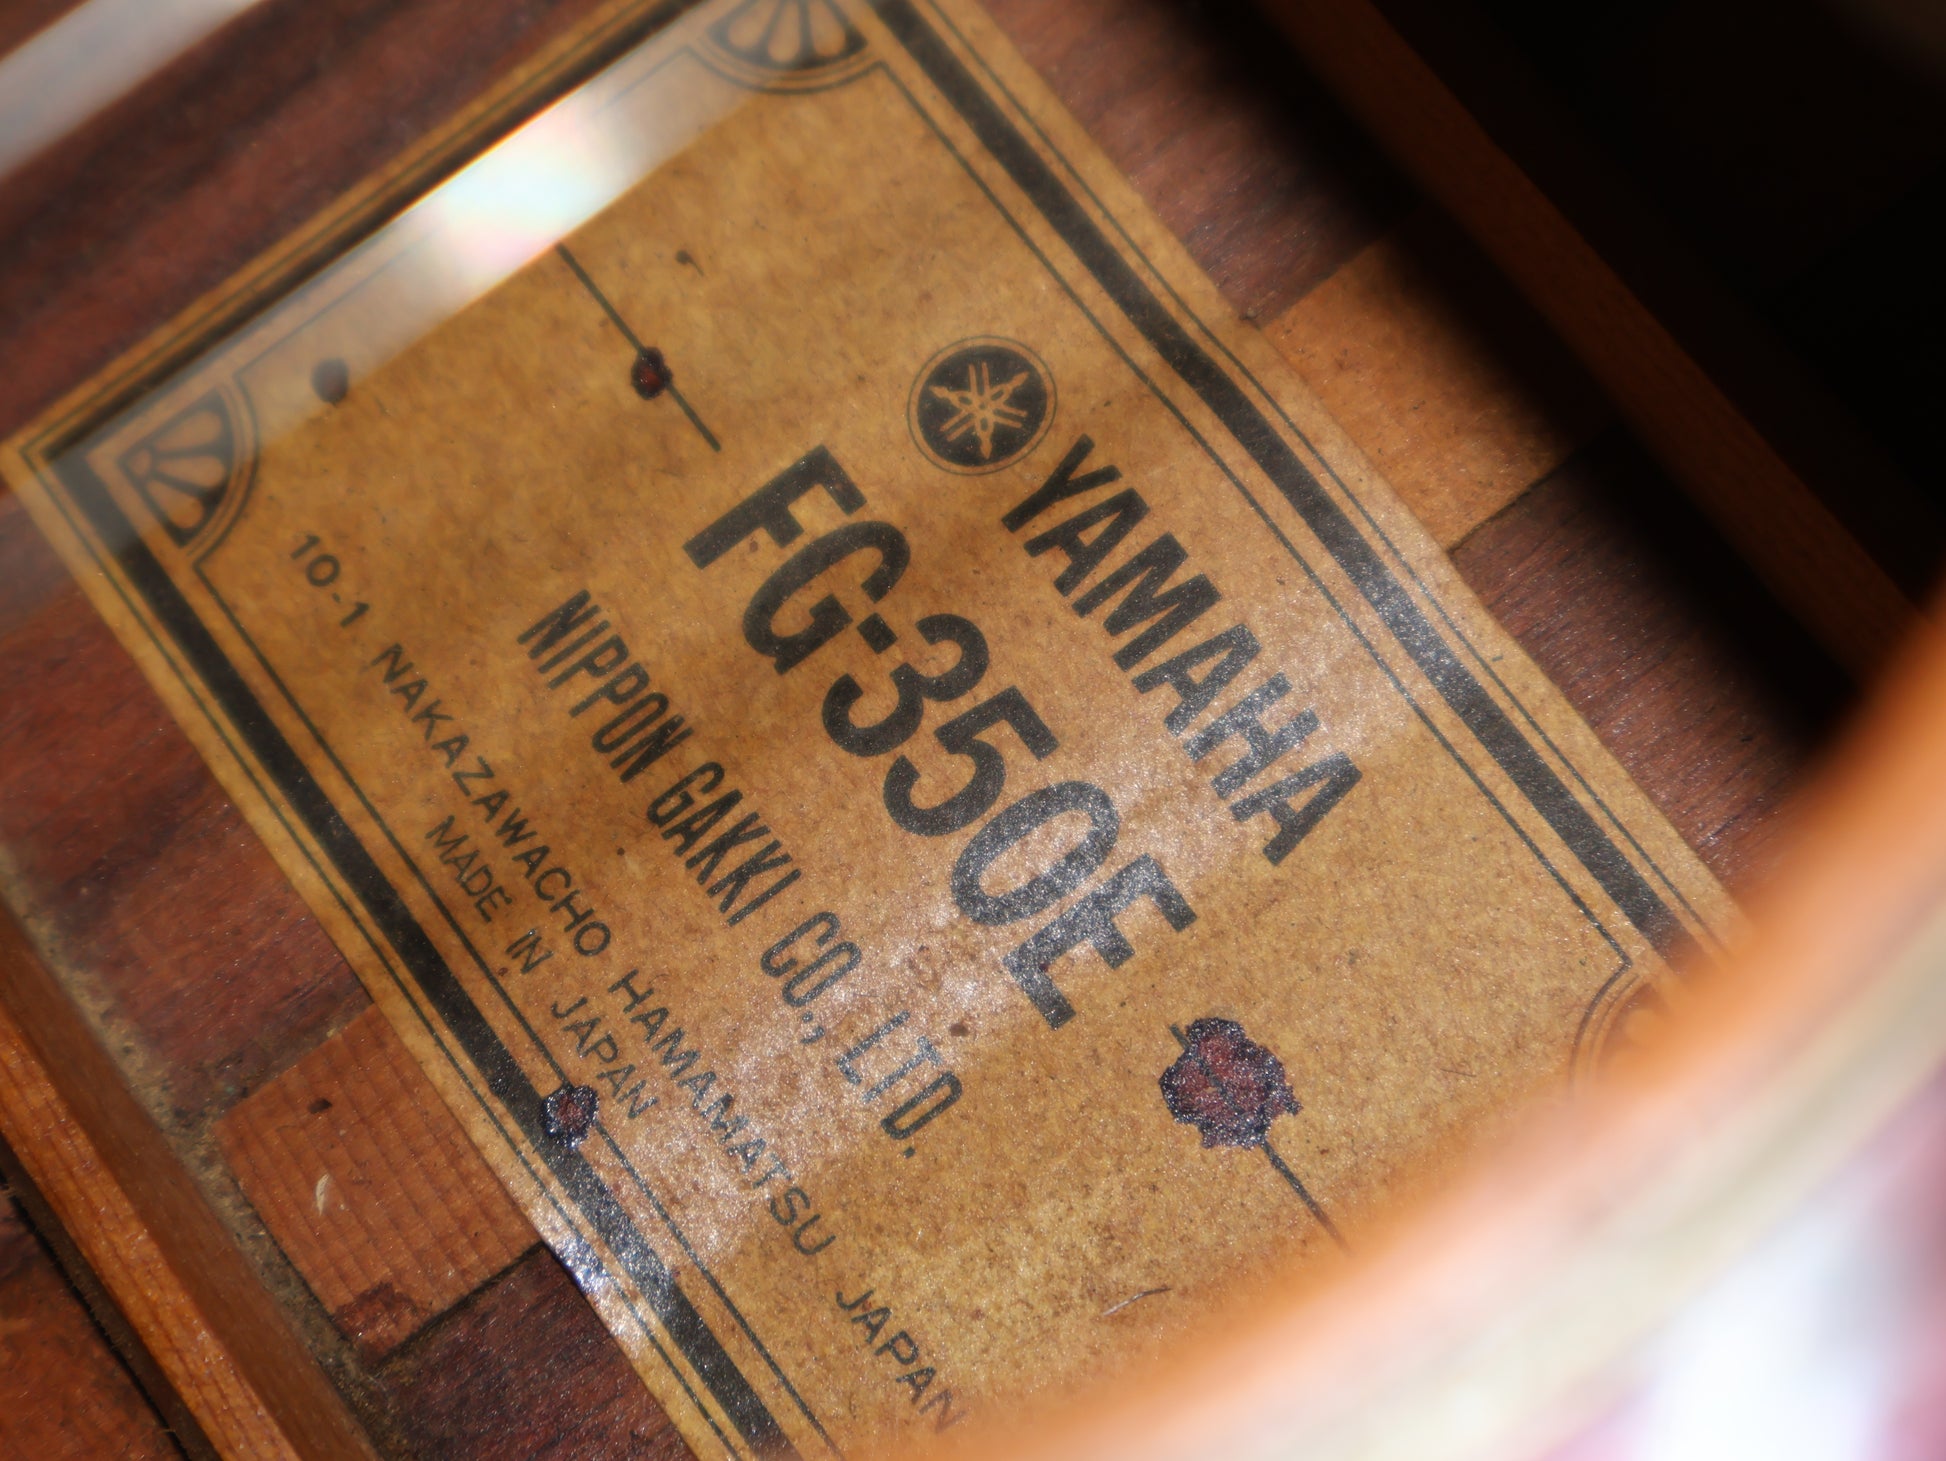 YAMAHA
FG-350E
NIPPON GAKKI CO., LTD.
10-1 NAKAZAWACHO HAMAMATSU JAPAN
MADE IN JAPAN